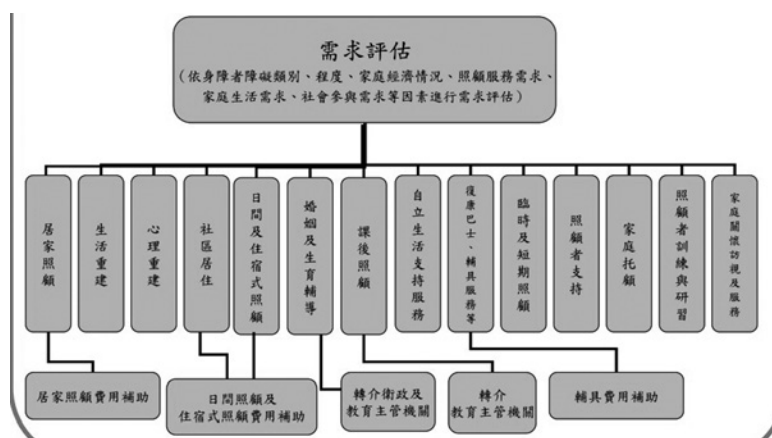 需求評估
(依身障者障礙類別、程度、家庭經濟情況、照顧服務需求、
家庭生活需求、社會參與需求等因素進行需求評估)
居家照顧
生活重建
心理重建
社區居住
日間及住宿式照顧
婚姻及生育輔導
課後照顧
自立生活支持服務
復康巴士、輔具服務等
臨時及短期照顧
照顧者支持
家庭托顧
照顧者訓練與研習
家庭關懷訪視及服務
居家照顧費用補助
日間照顧及
住宿式照顧費用補助
轉介衛政及
教育主管機關
轉介
教育主管機關
輔具費用補助